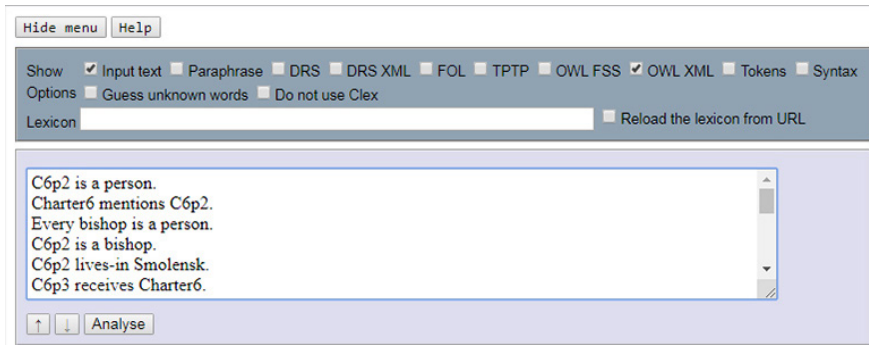 Hide menu Help
Show Input text Paraphrase DRS DRS XML FOL TPTP OWL FSS OWL XML Tokens Syntax
Options Guess unknown words Do not use Clex
Lexicon Reload the lexicon from URL
C6p2 is a person.
Charter6 mentions C6p2.
Every bishop is a person.
C6p2 is a bishop.
C6p2 lives-in Smolensk.
C6p3 receives Charter6.
↑ ↓ Analyse